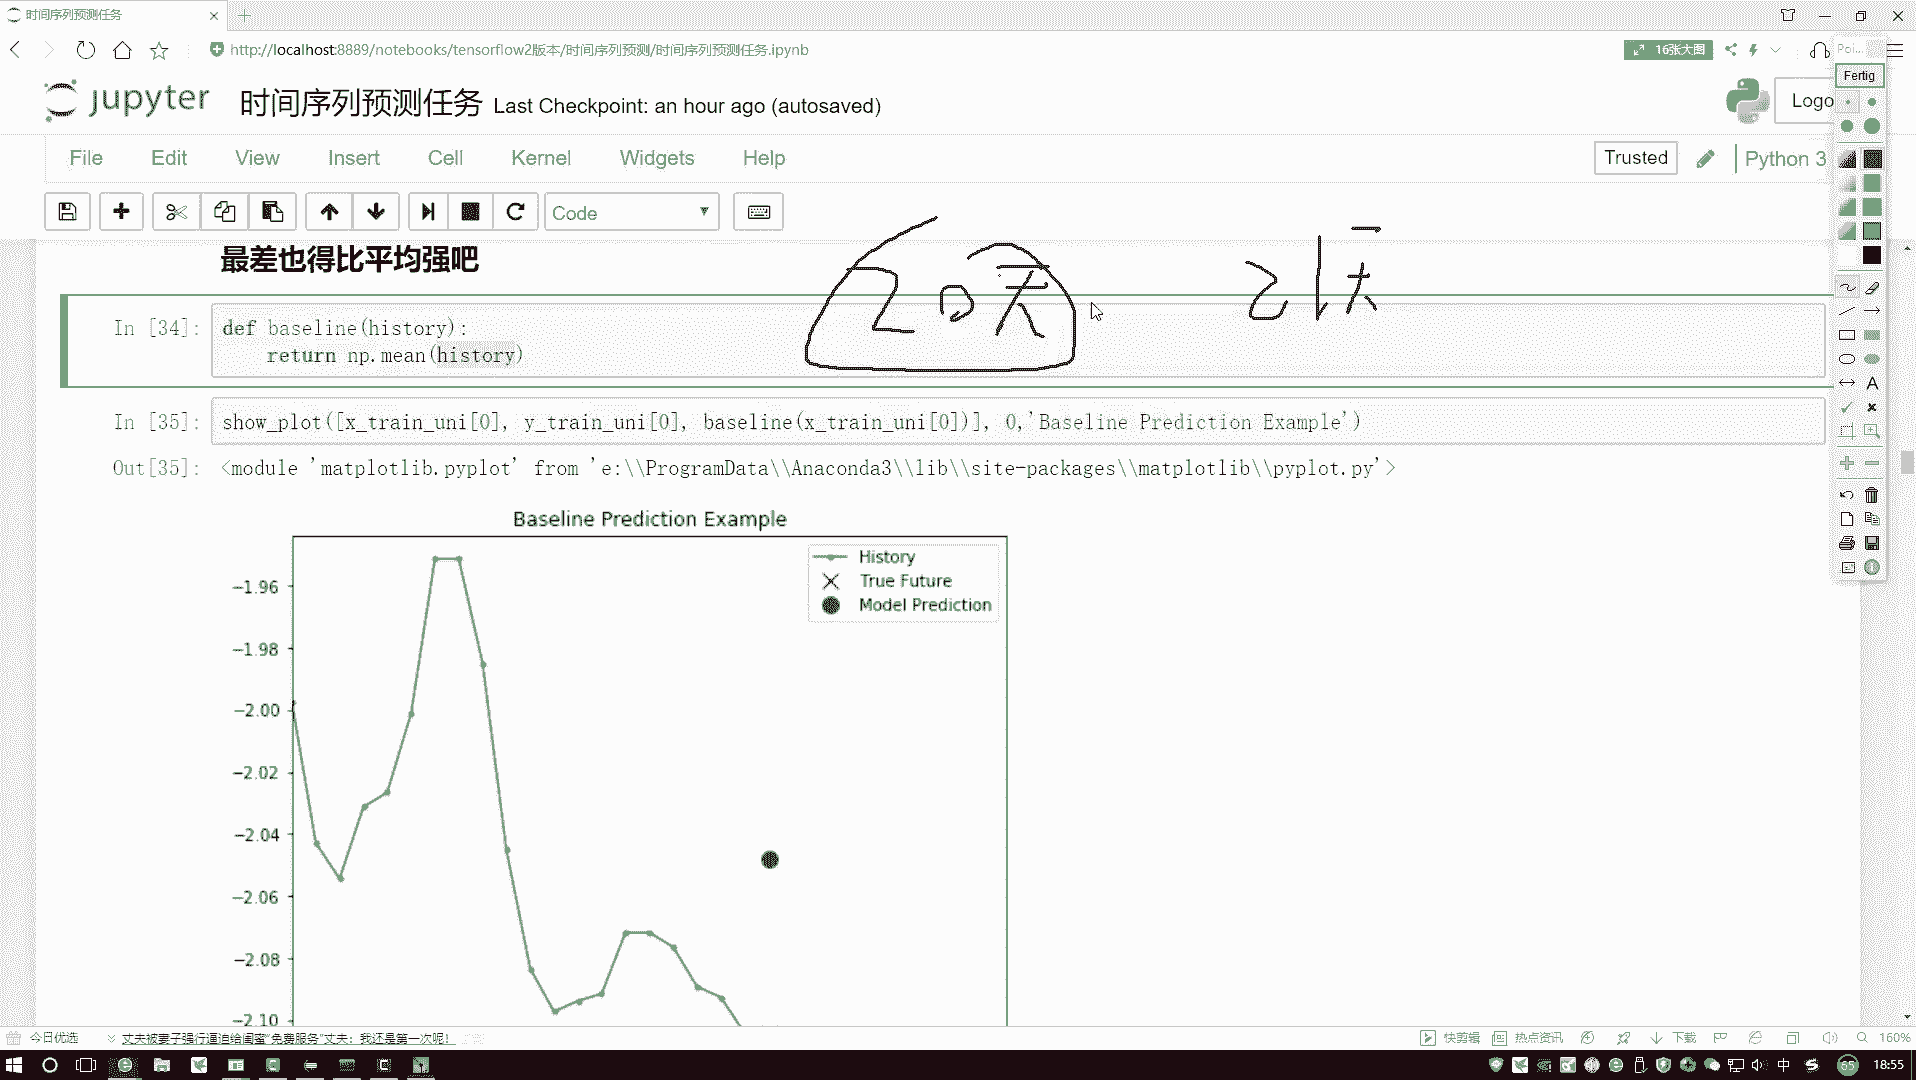 时间序列预测任务
http://localhost:8889/notebooks/tensorflow2版本/时间序列预测/时间序列预测任务.ipynb
16张大图
Poi...
Fertig
jupyter 时间序列预测任务 Last Checkpoint: an hour ago (autosaved)
Logo
File Edit View Insert Cell Kernel Widgets Help
Trusted Python 3
Code
最差也得比平均强吧
20天 21天
In [34]: def baseline(history):
return np.mean(history)
In [35]: show_plot([x_train_uni[0], y_train_uni[0], baseline(x_train_uni[0])], 0,'Baseline Prediction Example')
Out[35]: <module 'matplotlib.pyplot' from 'e:\\ProgramData\\Anaconda3\\lib\\site-packages\\matplotlib\\pyplot.py'>
Baseline Prediction Example
History
True Future
Model Prediction
−1.96
−1.98
−2.00
−2.02
−2.04
−2.06
−2.08
−2.10
今日优选 丈夫被妻子强行逼迫给闺蜜“免费服务”丈夫：我还是第一次呢！ 快剪辑 热点资讯 下载 160%
65 中 18:55